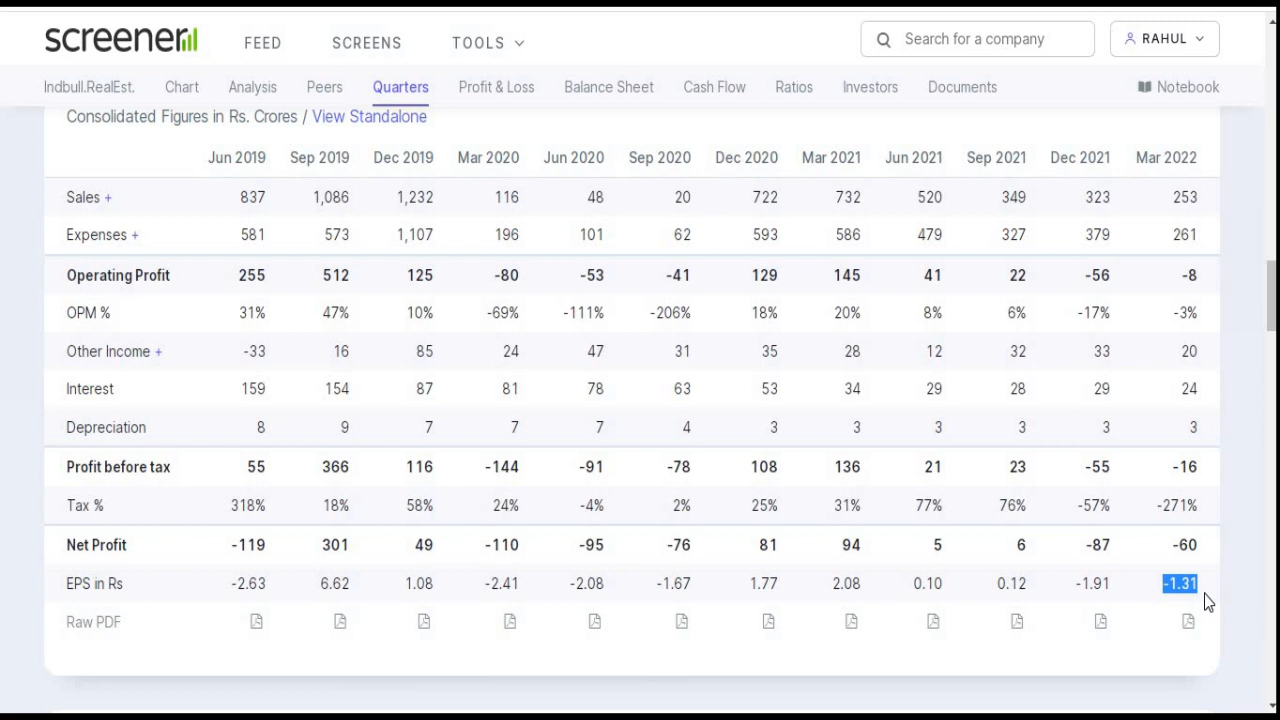 screener FEED SCREENS TOOLS Search for a company RAHUL
Indbull.RealEst. Chart Analysis Peers Quarters Profit & Loss Balance Sheet Cash Flow Ratios Investors Documents Notebook
Consolidated Figures in Rs. Crores / View Standalone
Jun 2019 Sep 2019 Dec 2019 Mar 2020 Jun 2020 Sep 2020 Dec 2020 Mar 2021 Jun 2021 Sep 2021 Dec 2021 Mar 2022
Sales + 837 1,086 1,232 116 48 20 722 732 520 349 323 253
Expenses + 581 573 1,107 196 101 62 593 586 479 327 379 261
Operating Profit 255 512 125 -80 -53 -41 129 145 41 22 -56 -8
OPM % 31% 47% 10% -69% -111% -206% 18% 20% 8% 6% -17% -3%
Other Income + -33 16 85 24 47 31 35 28 12 32 33 20
Interest 159 154 87 81 78 63 53 34 29 28 29 24
Depreciation 8 9 7 7 7 4 3 3 3 3 3 3
Profit before tax 55 366 116 -144 -91 -78 108 136 21 23 -55 -16
Tax % 318% 18% 58% 24% -4% 2% 25% 31% 77% 76% -57% -271%
Net Profit -119 301 49 -110 -95 -76 81 94 5 6 -87 -60
EPS in Rs -2.63 6.62 1.08 -2.41 -2.08 -1.67 1.77 2.08 0.10 0.12 -1.91 -1.31
Raw PDF